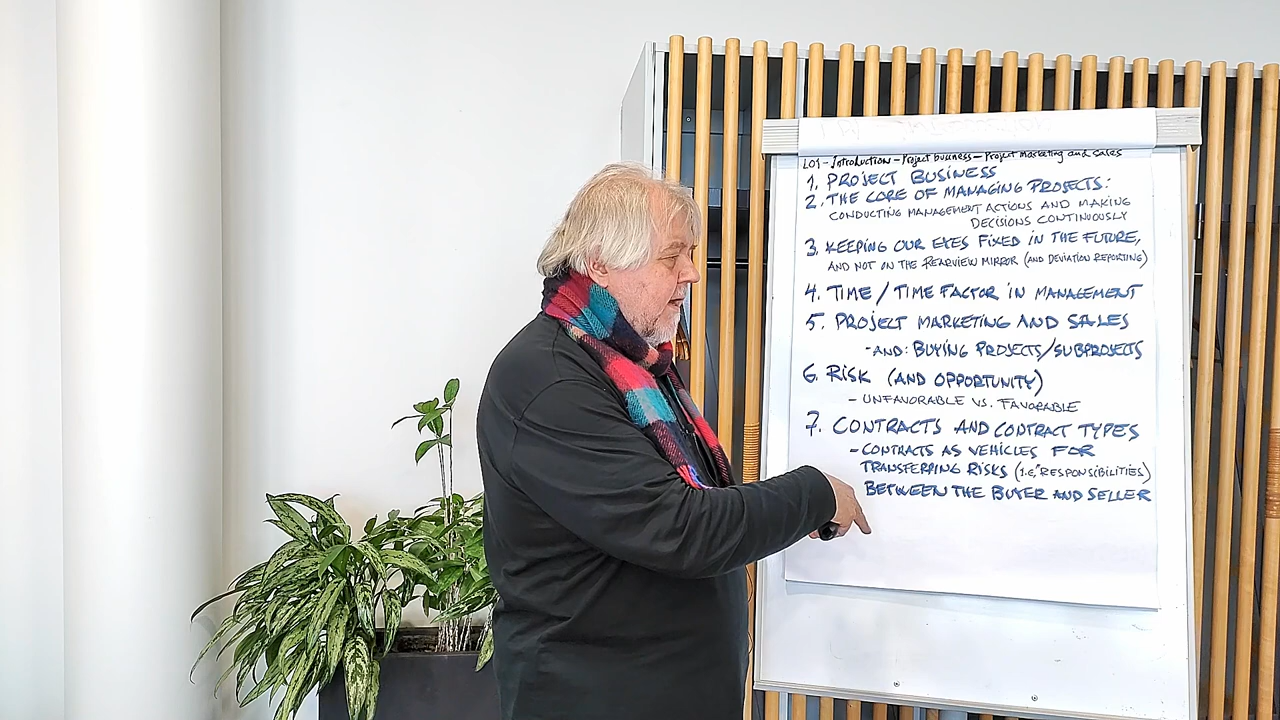 L01 - Introduction - Project business - Project marketing and sales
1. PROJECT BUSINESS
2. THE CORE OF MANAGING PROJECTS:
CONDUCTING MANAGEMENT ACTIONS AND MAKING
DECISIONS CONTINUOUSLY
3. KEEPING OUR EYES FIXED IN THE FUTURE,
AND NOT ON THE REARVIEW MIRROR (AND DEVIATION REPORTING)
4. TIME / TIME FACTOR IN MANAGEMENT
5. PROJECT MARKETING AND SALES
- AND: BUYING PROJECTS/SUBPROJECTS
6. RISK (AND OPPORTUNITY)
- UNFAVORABLE VS. FAVORABLE
7. CONTRACTS AND CONTRACT TYPES
- CONTRACTS AS VEHICLES FOR
TRANSFERRING RISKS (I.E. "RESPONSIBILITIES)
BETWEEN THE BUYER AND SELLER